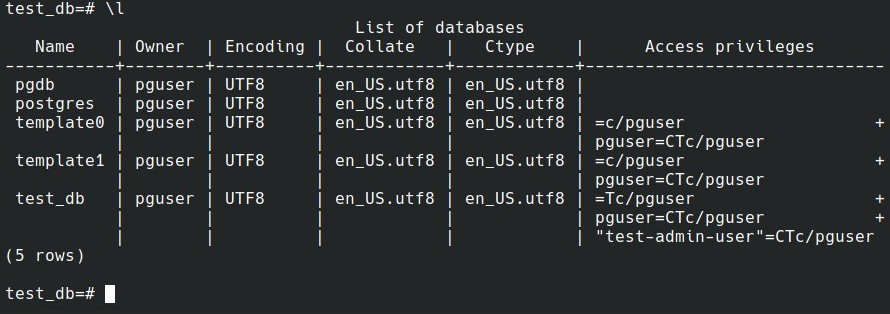 test_db=# \l
                                 List of databases
   Name    | Owner  | Encoding |  Collate   |   Ctype    |      Access privileges
-----------+--------+----------+------------+------------+------------------------------
 pgdb      | pguser | UTF8     | en_US.utf8 | en_US.utf8 |
 postgres  | pguser | UTF8     | en_US.utf8 | en_US.utf8 |
 template0 | pguser | UTF8     | en_US.utf8 | en_US.utf8 | =c/pguser                   +
           |        |          |            |            | pguser=CTc/pguser
 template1 | pguser | UTF8     | en_US.utf8 | en_US.utf8 | =c/pguser                   +
           |        |          |            |            | pguser=CTc/pguser
 test_db   | pguser | UTF8     | en_US.utf8 | en_US.utf8 | =Tc/pguser                  +
           |        |          |            |            | pguser=CTc/pguser           +
           |        |          |            |            | "test-admin-user"=CTc/pguser
(5 rows)

test_db=#